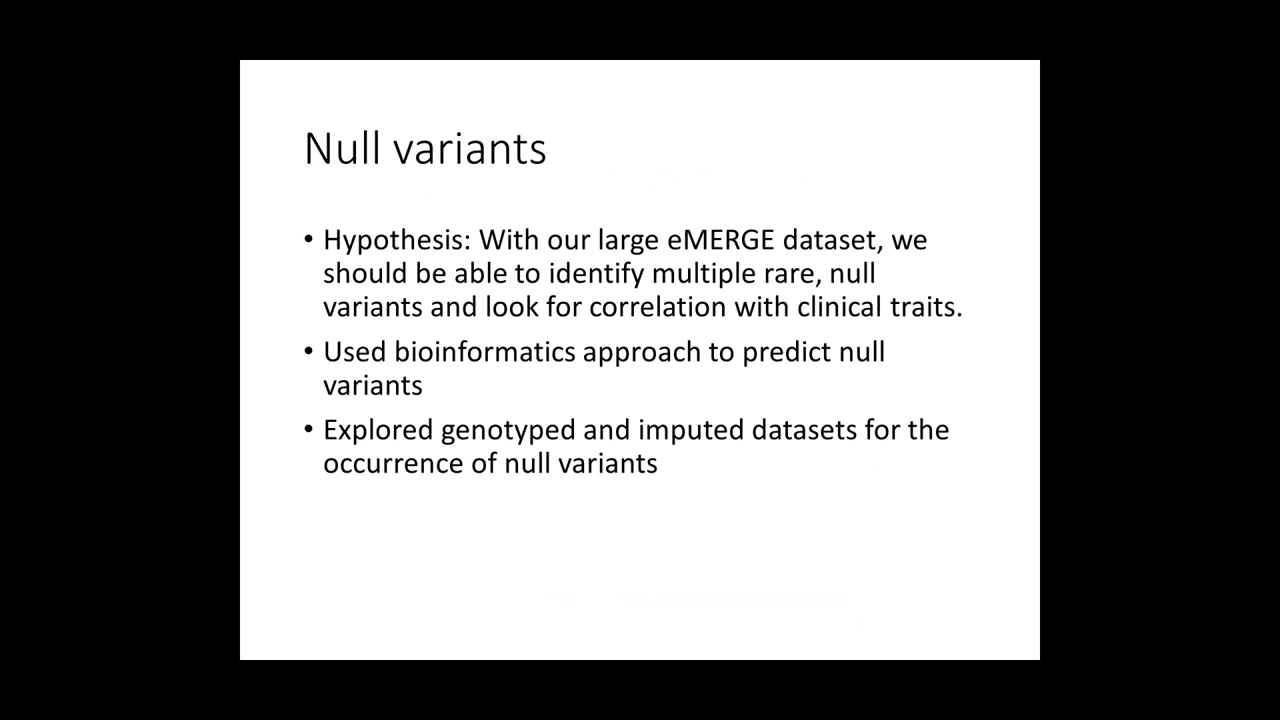 Null variants
• Hypothesis: With our large eMERGE dataset, we
should be able to identify multiple rare, null
variants and look for correlation with clinical traits.
• Used bioinformatics approach to predict null
variants
• Explored genotyped and imputed datasets for the
occurrence of null variants